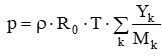 p = ρ · R₀ · T · ∑ₖ Yₖ / Mₖ